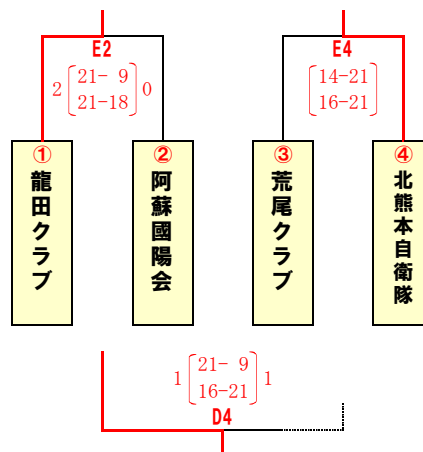 E2
2 21- 9 0
21-18
E4
14-21
16-21
① 龍田クラブ
② 阿蘇國陽会
③ 荒尾クラブ
④ 北熊本自衛隊
1 21- 9 1
16-21
D4